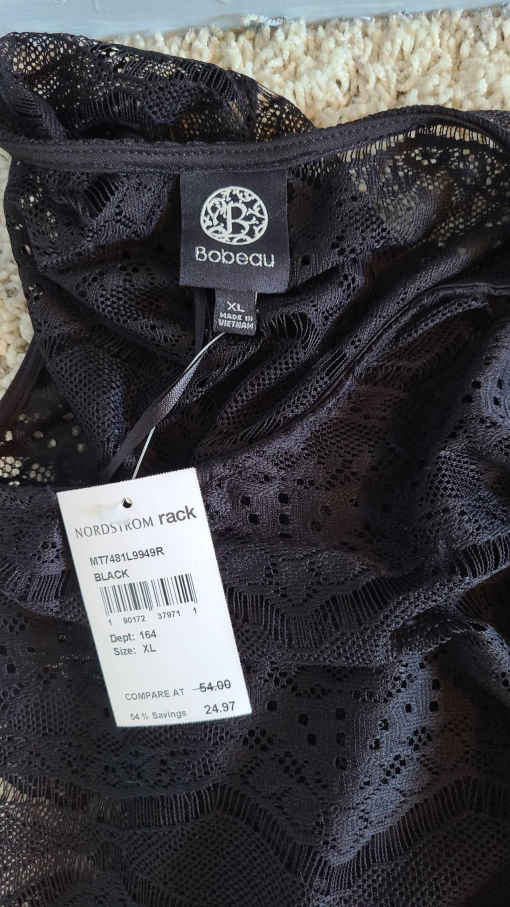 B
Bobeau
XL
MADE IN
VIETNAM
NORDSTROM rack
MT7481L9949R
BLACK
1 90172 37971 1
Dept: 164
Size: XL
COMPARE AT 54.00
54% Savings 24.97